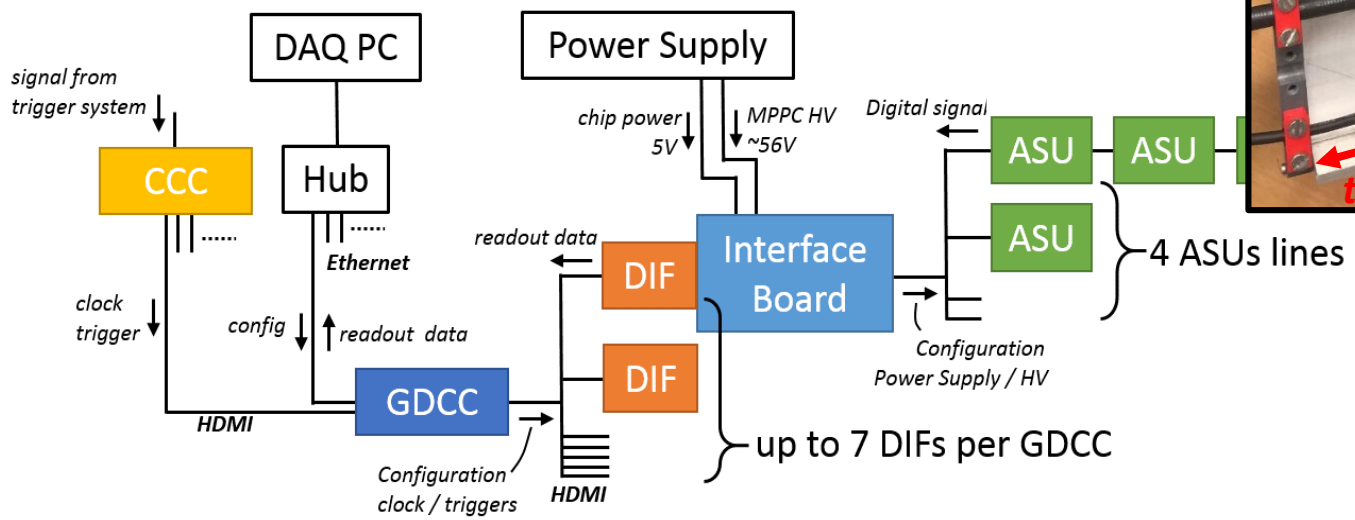 DAQ PC
Power Supply
signal from
trigger system
chip power
5V
MPPC HV
~56V
Digital signal
ASU
ASU
CCC
Hub
......
......
Ethernet
readout data
DIF
Interface
Board
ASU
4 ASUs lines
clock
trigger
config
readout data
Configuration
Power Supply / HV
DIF
GDCC
HDMI
up to 7 DIFs per GDCC
Configuration
clock / triggers
HDMI